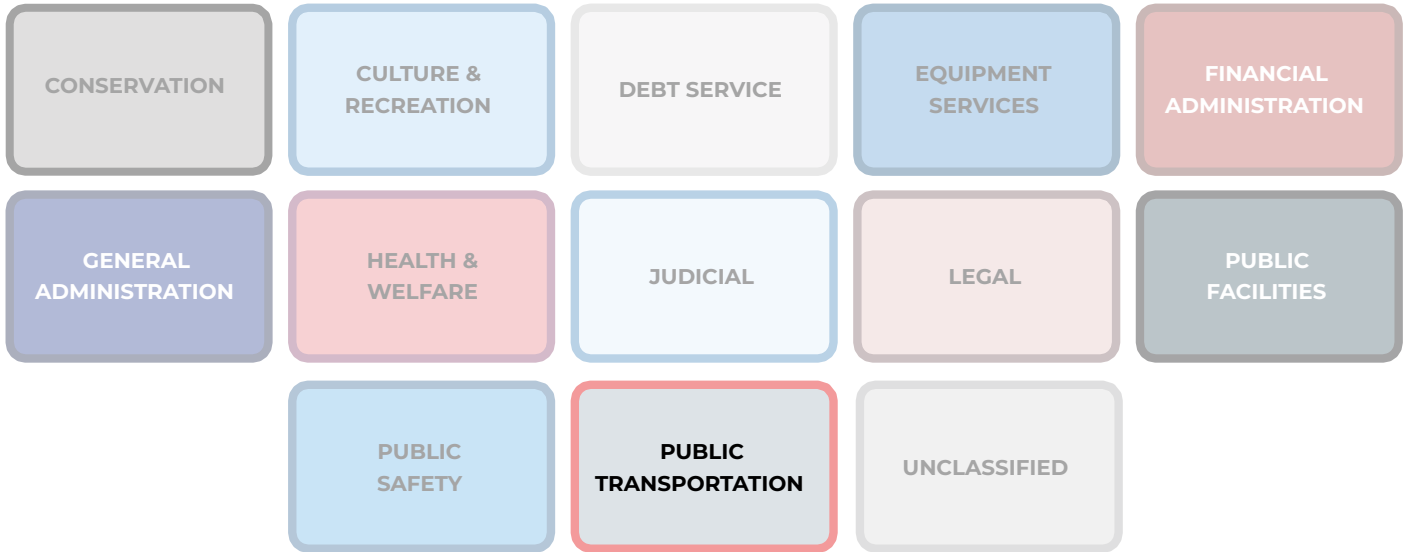 CONSERVATION
CULTURE &
RECREATION
DEBT SERVICE
EQUIPMENT
SERVICES
FINANCIAL
ADMINISTRATION
GENERAL
ADMINISTRATION
HEALTH &
WELFARE
JUDICIAL
LEGAL
PUBLIC
FACILITIES
PUBLIC
SAFETY
PUBLIC
TRANSPORTATION
UNCLASSIFIED